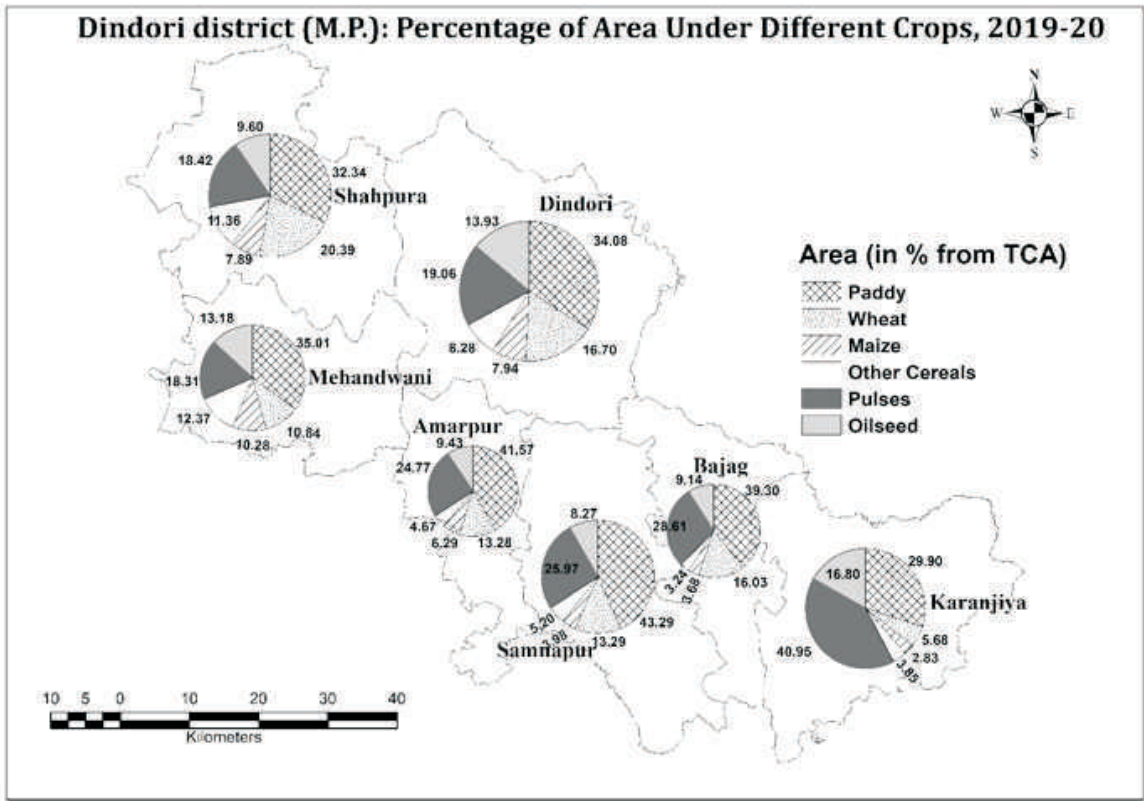 Dindori district (M.P.): Percentage of Area Under Different Crops, 2019-20
N
W
E
S
9.60
18.42
32.34
Shahpura
11.36
20.39
7.89
Dindori
13.93
34.08
19.06
16.70
8.28
7.94
Area (in % from TCA)
Paddy
Wheat
Maize
Other Cereals
Pulses
Oilseed
13.18
35.01
Mehandwani
18.31
12.37
10.84
10.28
Amarpur
9.43
41.57
24.77
4.67
6.29
13.28
Bajag
9.14
39.30
28.61
3.24
3.68
16.03
8.27
25.97
43.29
5.20
3.98
13.29
Samnapur
29.90
16.80
Karanjiya
5.68
2.83
3.85
40.95
10 5 0 10 20 30 40
Kilometers